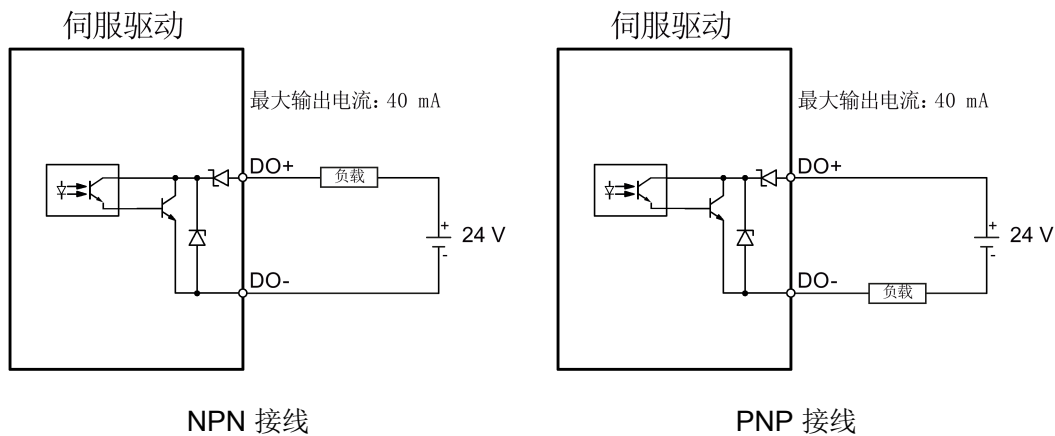 伺服驱动
最大输出电流: 40 mA
DO+
负载
+
24 V
-
DO-
NPN 接线
伺服驱动
最大输出电流: 40 mA
DO+
+
24 V
-
DO-
负载
PNP 接线